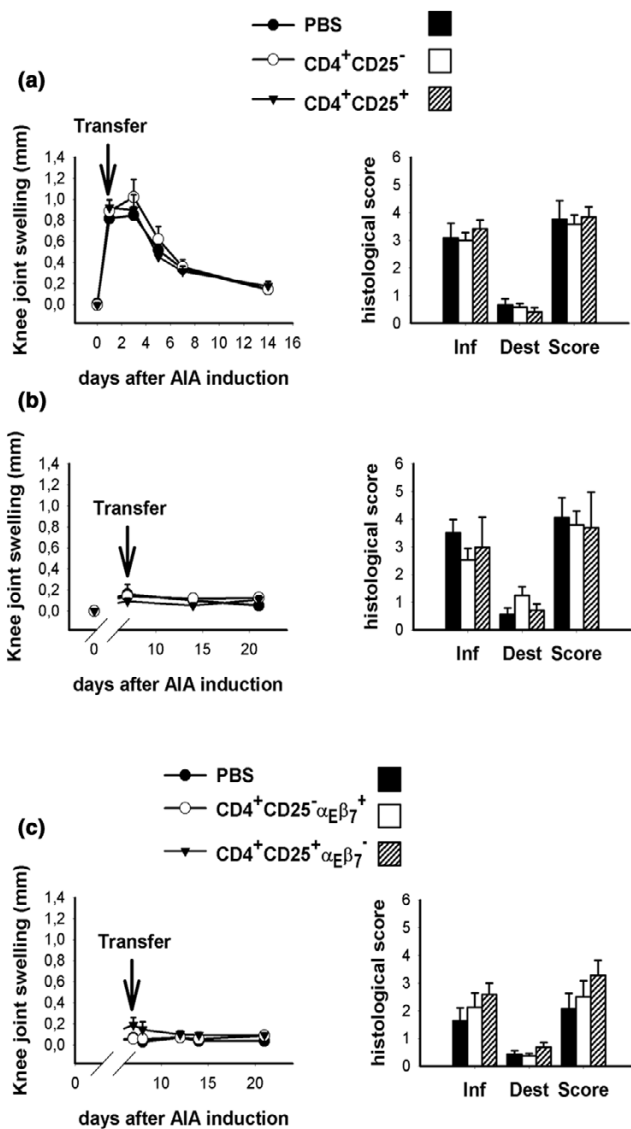 PBS
CD4+CD25-
CD4+CD25+
(a)
Transfer
Knee joint swelling (mm)
1,4
1,2
1,0
0,8
0,6
0,4
0,2
0,0
0 2 4 6 8 10 12 14 16
days after AIA induction
histological score
6
5
4
3
2
1
0
Inf Dest Score
(b)
Transfer
Knee joint swelling (mm)
1,4
1,2
1,0
0,8
0,6
0,4
0,2
0,0
0 10 15 20
days after AIA induction
histological score
6
5
4
3
2
1
0
Inf Dest Score
PBS
CD4+CD25-αEβ7+
CD4+CD25+αEβ7-
(c)
Transfer
Knee joint swelling (mm)
1,4
1,2
1,0
0,8
0,6
0,4
0,2
0,0
0 10 15 20
days after AIA induction
histological score
6
5
4
3
2
1
0
Inf Dest Score